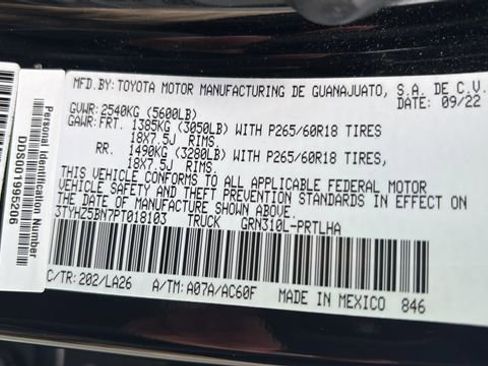 MFD.BY: TOYOTA MOTOR MANUFACTURING DE GUANAJUATO, S.A. DE C.V.
DATE: 09/22
GVWR: 2540KG (5600LB)
GAWR: FRT. 1385KG (3050LB) WITH P265/60R18 TIRES
18X7.5J RIMS.
RR. 1490KG (3280LB) WITH P265/60R18 TIRES,
18X7.5J RIMS.
THIS VEHICLE CONFORMS TO ALL APPLICABLE FEDERAL MOTOR
VEHICLE SAFETY AND THEFT PREVENTION STANDARDS IN EFFECT ON
THE DATE OF MANUFACTURE SHOWN ABOVE.
3TYHZ5BN7PT018103 TRUCK GRN310L-PRTLHA
C/TR: 202/LA26 A/TM: A07A/AC60F MADE IN MEXICO 846
Personal Identification Number
DDS0019952206